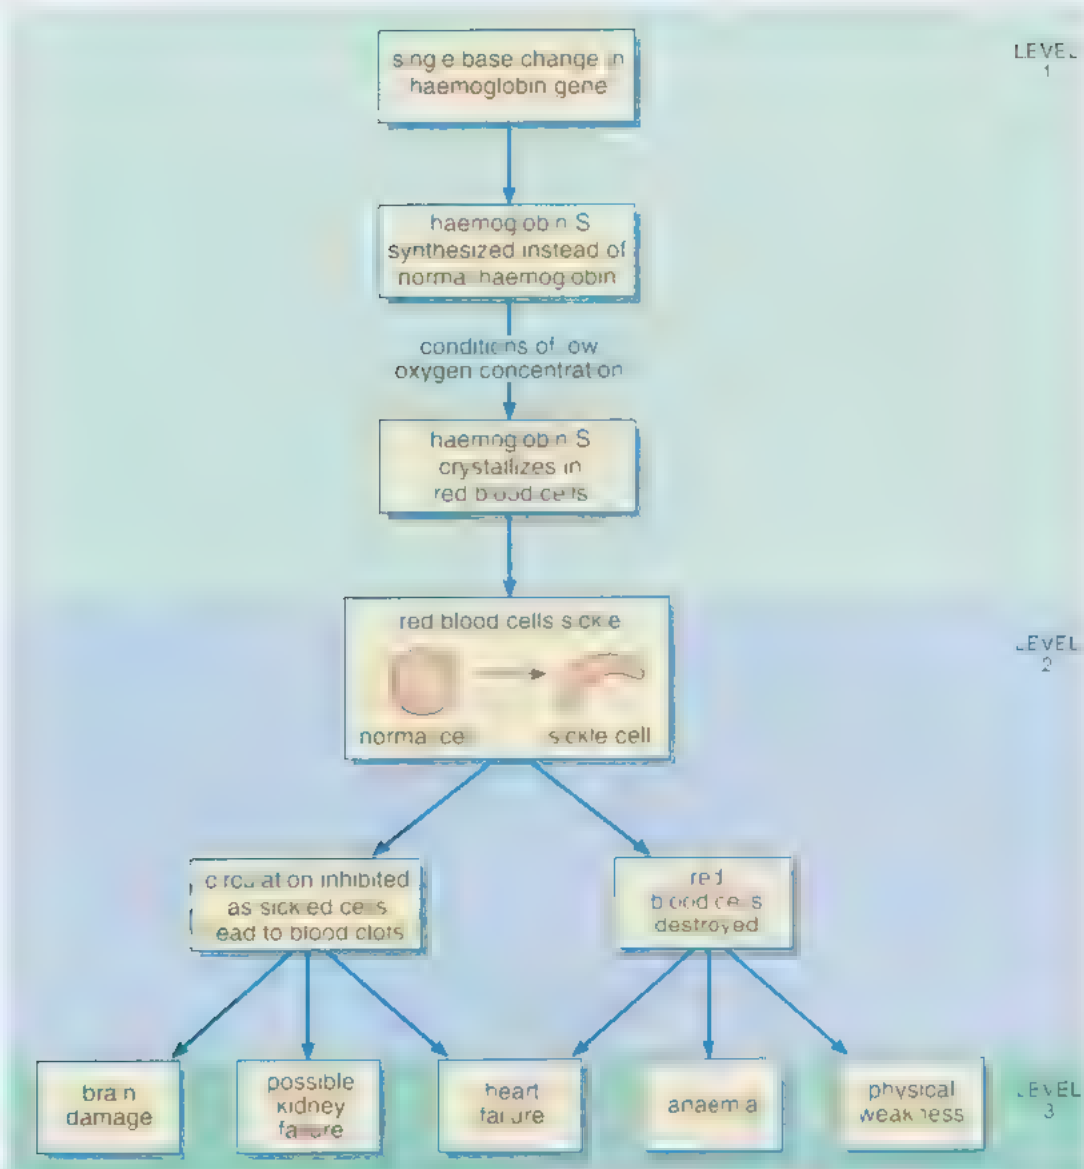 single base change in
haemoglobin gene
LEVEL
1
haemoglobin S
synthesized instead of
normal haemoglobin
conditions of low
oxygen concentration
haemoglobin S
crystallizes in
red blood cells
red blood cells sickle
normal cell
sickle cell
LEVEL
2
circulation inhibited
as sickled cells
lead to blood clots
red
blood cells
destroyed
brain
damage
possible
kidney
failure
heart
failure
anaemia
physical
weakness
LEVEL
3